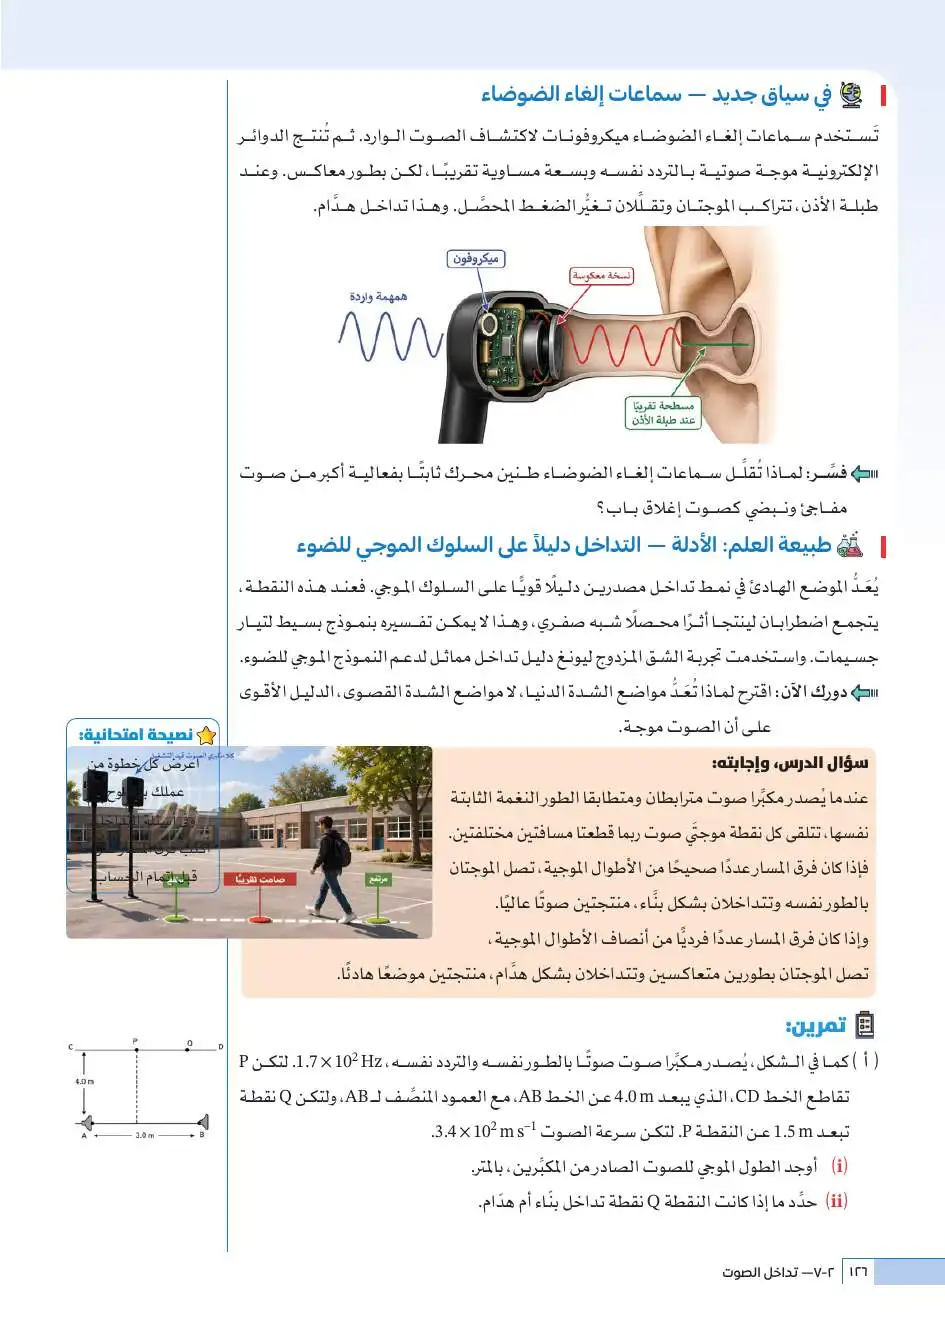 في سياق جديد — سماعات إلغاء الضوضاء
تَستخدم سماعات إلغاء الضوضاء ميكروفونات لاكتشاف الصوت الوارد. ثم تُنتج الدوائر
الإلكترونية موجة صوتية بالتردد نفسه وبسعة مساوية تقريبًا، لكن بطور معاكس. وعند
طبلة الأذن، تتراكب الموجتان وتقلِّلان تغيُّر الضغط المحصَّل. وهذا تداخل هدَّام.
ميكروفون
نسخة معكوسة
همهمة واردة
مسطحة تقريبًا
عند طبلة الأذن
فسِّر: لماذا تُقلِّل سماعات إلغاء الضوضاء طنين محرك ثابتًا بفعالية أكبر من صوت
مفاجئ ونبضي كصوت إغلاق باب؟
طبيعة العلم: الأدلة — التداخل دليلاً على السلوك الموجي للضوء
يُعَدُّ الموضع الهادئ في نمط تداخل مصدرين دليلًا قويًّا على السلوك الموجي. فعند هذه النقطة،
يتجمع اضطرابان لينتجا أثرًا محصلًا شبه صفري، وهذا لا يمكن تفسيره بنموذج بسيط لتيار
جسيمات. واستخدمت تجربة الشق المزدوج ليونغ دليل تداخل مماثل لدعم النموذج الموجي للضوء.
دورك الآن: اقترح لماذا تُعَدُّ مواضع الشدة الدنيا، لا مواضع الشدة القصوى، الدليل الأقوى
على أن الصوت موجة.
نصيحة امتحانية:
اعرض كل خطوة من
عملك
قبل إتمام الحساب.
مرتفع
صامت تقريبًا
سؤال الدرس، وإجابته:
عندما يُصدر مكبِّرا صوت مترابطان ومتطابقا الطور النغمة الثابتة
نفسها، تتلقى كل نقطة موجتَي صوت ربما قطعتا مسافتين مختلفتين.
فإذا كان فرق المسار عددًا صحيحًا من الأطوال الموجية، تصل الموجتان
بالطور نفسه وتتداخلان بشكل بنَّاء، منتجتين صوتًا عاليًا.
وإذا كان فرق المسار عددًا فرديًّا من أنصاف الأطوال الموجية،
تصل الموجتان بطورين متعاكسين وتتداخلان بشكل هدَّام، منتجتين موضعًا هادئًا.
تمرين:
(أ) كما في الشكل، يُصدر مكبِّرا صوت صوتًا بالطور نفسه والتردد نفسه، 1.7 × 10² Hz. لتكن P
تقاطع الخط CD، الذي يبعد 4.0 m عن الخط AB، مع العمود المنصِّف لـ AB، ولتكن Q نقطة
تبعد 1.5 m عن النقطة P. لتكن سرعة الصوت 3.4 × 10² m s⁻¹.
(i) أوجد الطول الموجي للصوت الصادر من المكبِّرين، بالمتر.
(ii) حدِّد ما إذا كانت النقطة Q نقطة تداخل بنّاء أم هدّام.
C P Q D
4.0 m
A 3.0 m B
١٢٦ ٢-٧— تداخل الصوت